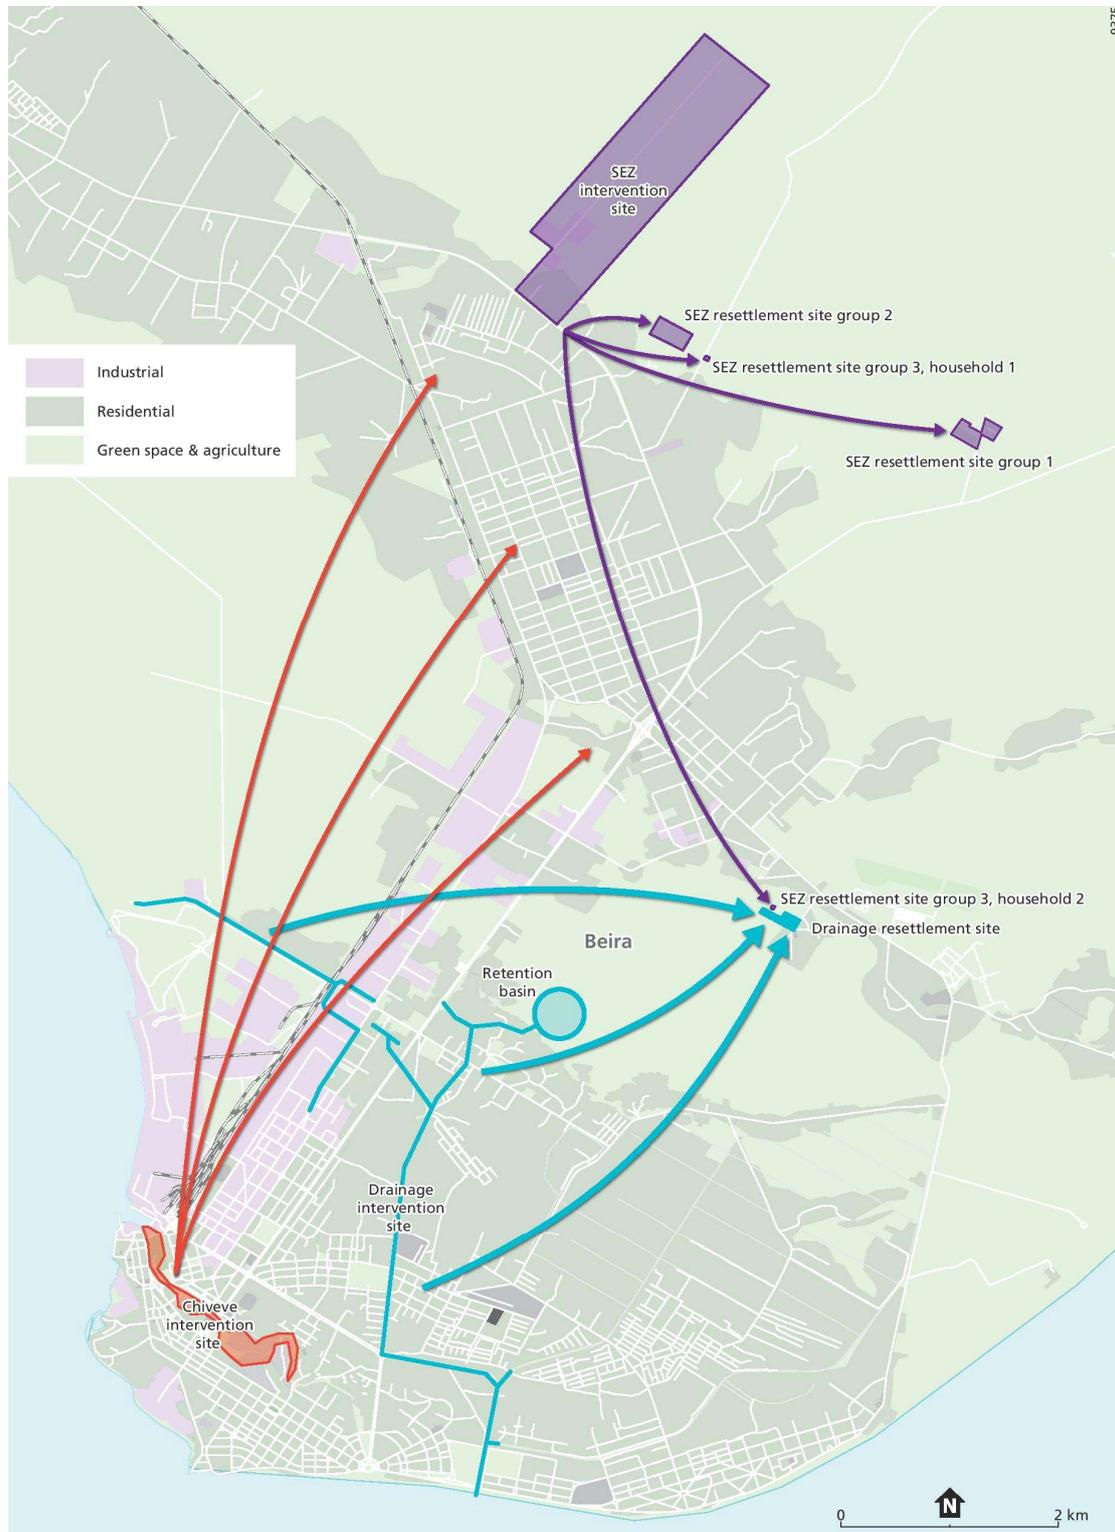 SEZ
intervention
site
SEZ resettlement site group 2
SEZ resettlement site group 3, household 1
Industrial
Residential
Green space & agriculture
SEZ resettlement site group 1
SEZ resettlement site group 3, household 2
Drainage resettlement site
Beira
Retention
basin
Drainage
intervention
site
Chiveve
intervention
site
N
0 2 km